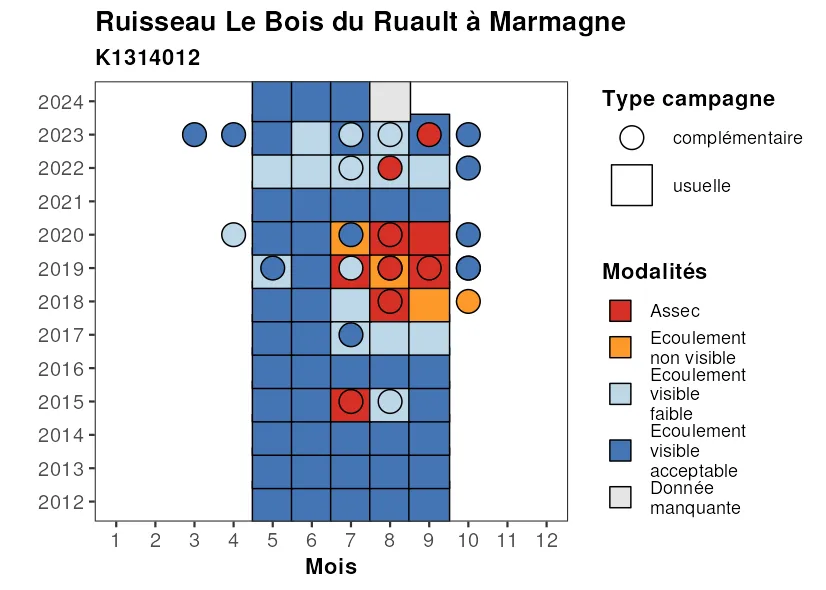 Ruisseau Le Bois du Ruault à Marmagne
K1314012
2024
2023
2022
2021
2020
2019
2018
2017
2016
2015
2014
2013
2012
1 2 3 4 5 6 7 8 9 10 11 12
Mois
Type campagne
complémentaire
usuelle
Modalités
Assec
Ecoulement
non visible
Ecoulement
visible
faible
Ecoulement
visible
acceptable
Donnée
manquante